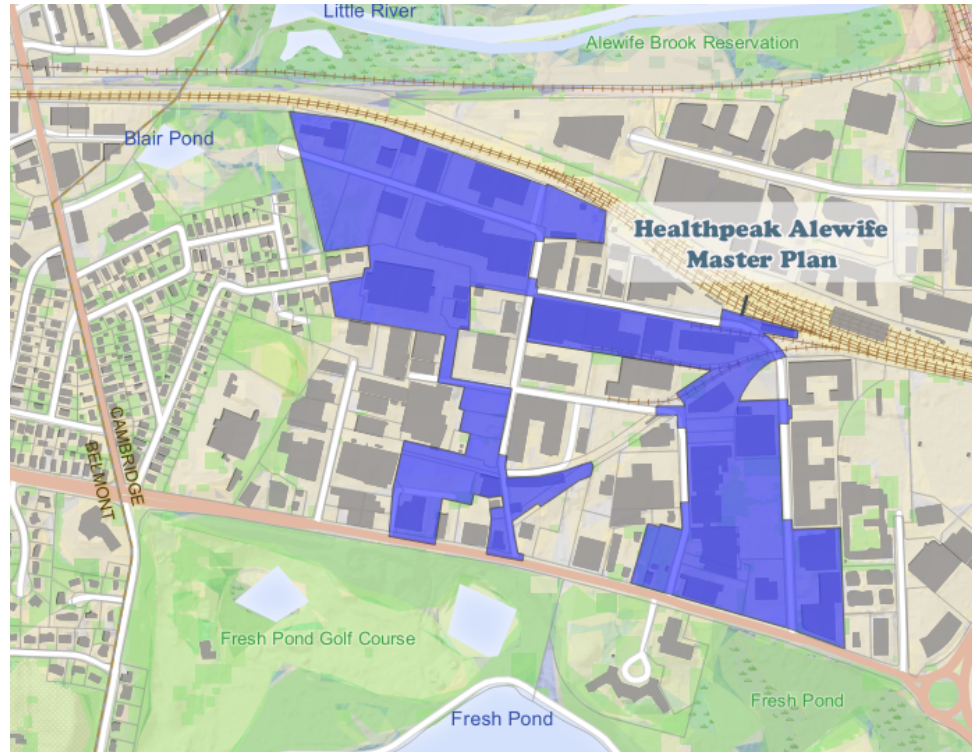 Little River
Alewife Brook Reservation
Blair Pond
Healthpeak Alewife
Master Plan
CAMBRIDGE
BELMONT
Fresh Pond Golf Course
Fresh Pond
Fresh Pond